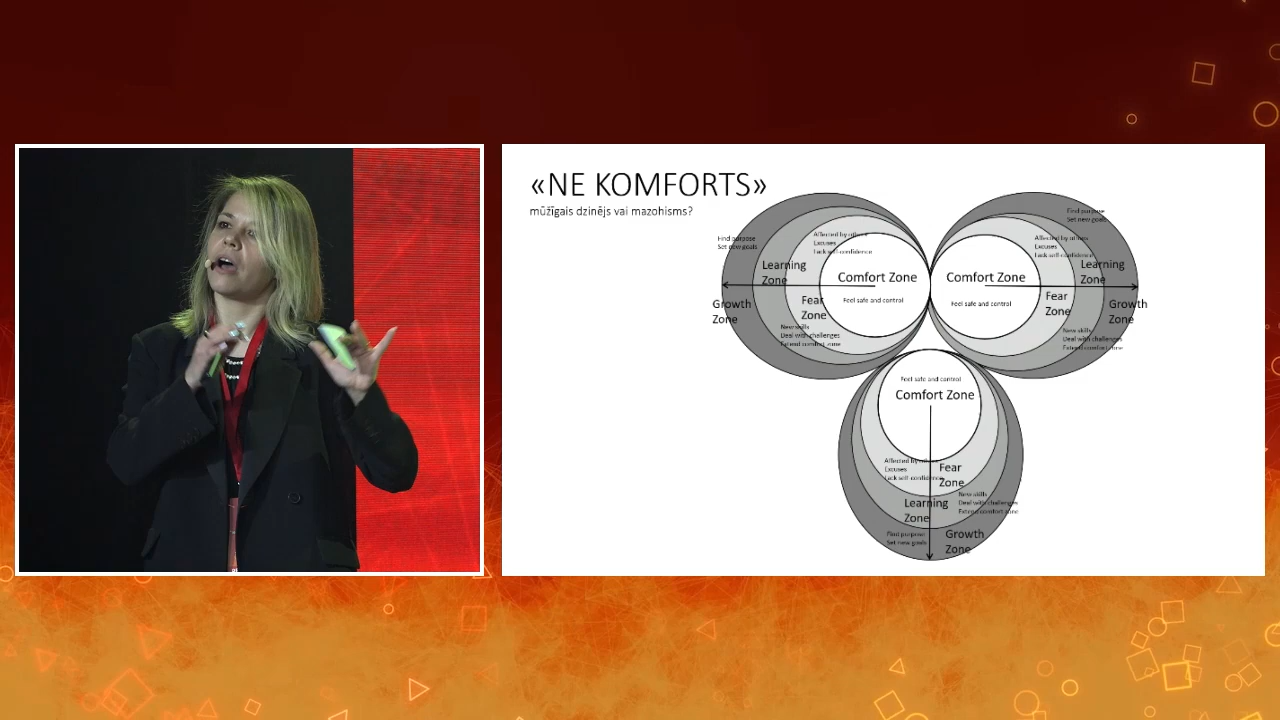 «NE KOMFORTS»
mūžīgais dzinējs vai mazohisms?
Find purpose
Set new goals
Affected by others
Excuses
Lack self-confidence
Learning
Zone
Comfort Zone
Feel safe and control
Growth
Zone
Fear
Zone
New skills
Deal with challenges
Extend comfort zone
Find purpose
Set new goals
Affected by others
Excuses
Lack self-confidence
Learning
Zone
Comfort Zone
Feel safe and control
Fear
Zone
Growth
Zone
New skills
Deal with challenges
Extend comfort zone
Feel safe and control
Comfort Zone
Affected by others
Excuses
Lack self-confidence
Fear
Zone
Learning
Zone
New skills
Deal with challenges
Extend comfort zone
Find purpose
Set new goals
Growth
Zone